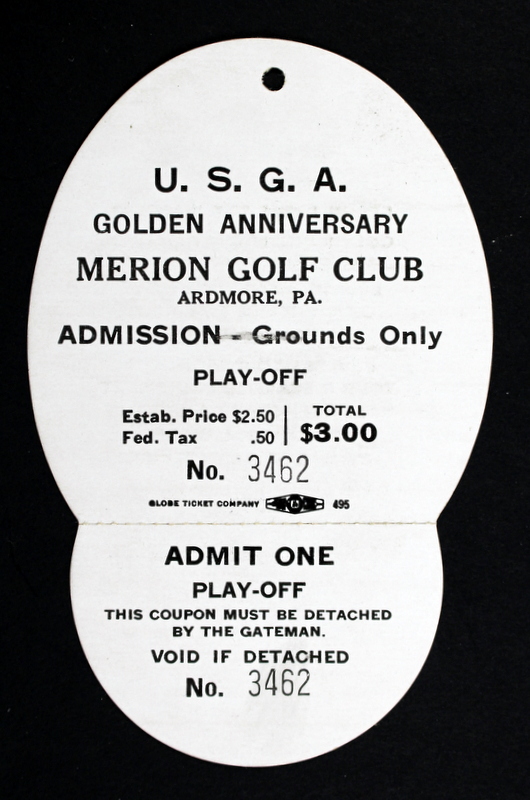 U. S. G. A.
GOLDEN ANNIVERSARY
MERION GOLF CLUB
ARDMORE, PA.
ADMISSION - Grounds Only
PLAY-OFF
Estab. Price $2.50
Fed. Tax .50
TOTAL
$3.00
No. 3462
GLOBE TICKET COMPANY 495
ADMIT ONE
PLAY-OFF
THIS COUPON MUST BE DETACHED
BY THE GATEMAN.
VOID IF DETACHED
No. 3462